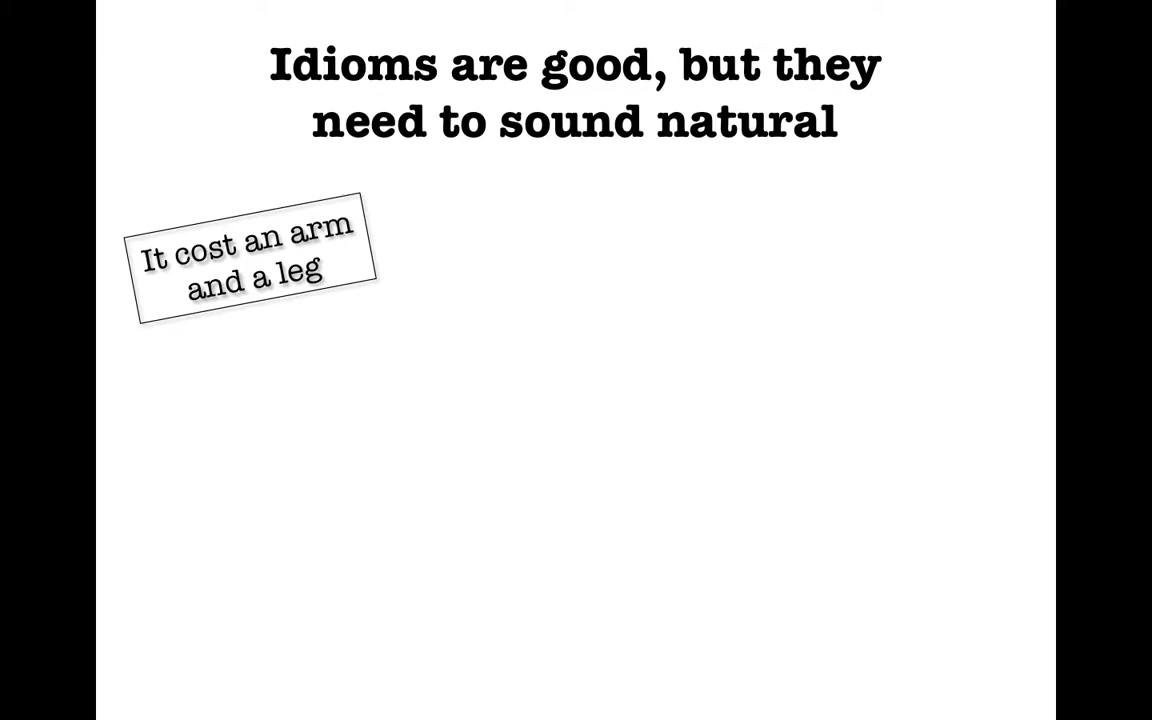 Idioms are good, but they
need to sound natural
It cost an arm
and a leg